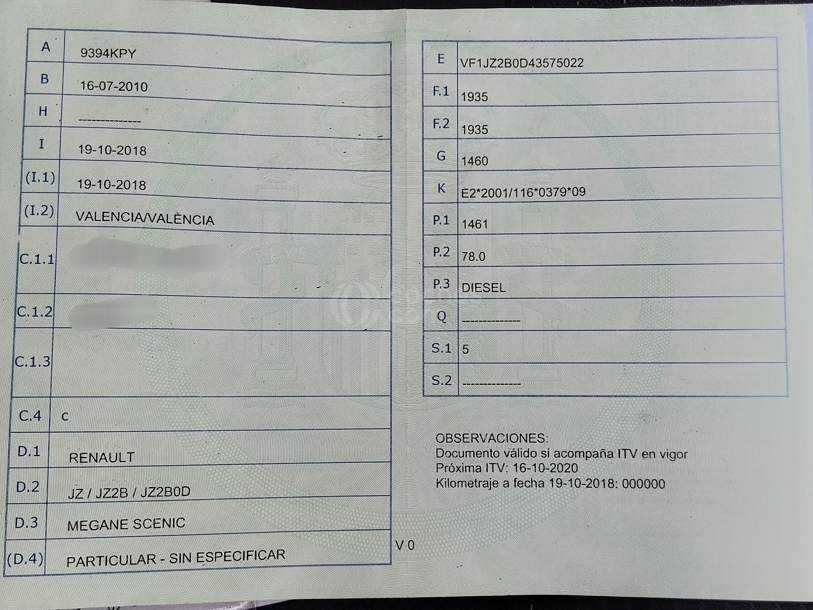 A 9394KPY
B 16-07-2010
H -------------
I 19-10-2018
(I.1) 19-10-2018
(I.2) VALENCIA/VALÈNCIA
C.1.1
C.1.2
C.1.3
C.4 c
D.1 RENAULT
D.2 JZ / JZ2B / JZ2B0D
D.3 MEGANE SCENIC
(D.4) PARTICULAR - SIN ESPECIFICAR
V 0
E VF1JZ2B0D43575022
F.1 1935
F.2 1935
G 1460
K E2*2001/116*0379*09
P.1 1461
P.2 78.0
P.3 DIESEL
Q -------------
S.1 5
S.2 -------------
OBSERVACIONES:
Documento válido si acompaña ITV en vigor
Próxima ITV: 16-10-2020
Kilometraje a fecha 19-10-2018: 000000